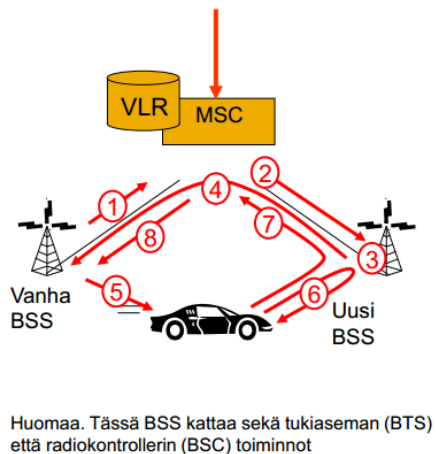 VLR
MSC
1
2
4
7
8
3
5
6
Vanha
BSS
Uusi
BSS
Huomaa. Tässä BSS kattaa sekä tukiaseman (BTS)
että radiokontrollerin (BSC) toiminnot